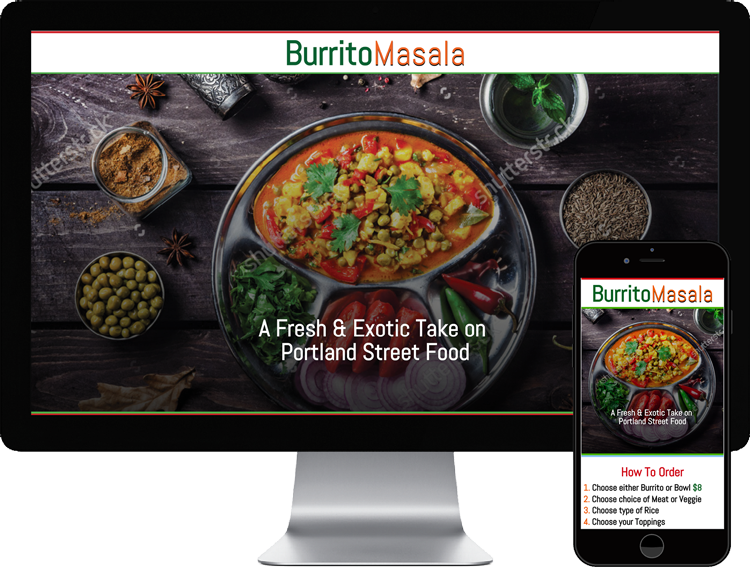 BurritoMasala
shutterstock
shutterstock
A Fresh & Exotic Take on
Portland Street Food
BurritoMasala
A Fresh & Exotic Take on
Portland Street Food
How To Order
1. Choose either Burrito or Bowl $8
2. Choose choice of Meat or Veggie
3. Choose type of Rice
4. Choose your Toppings